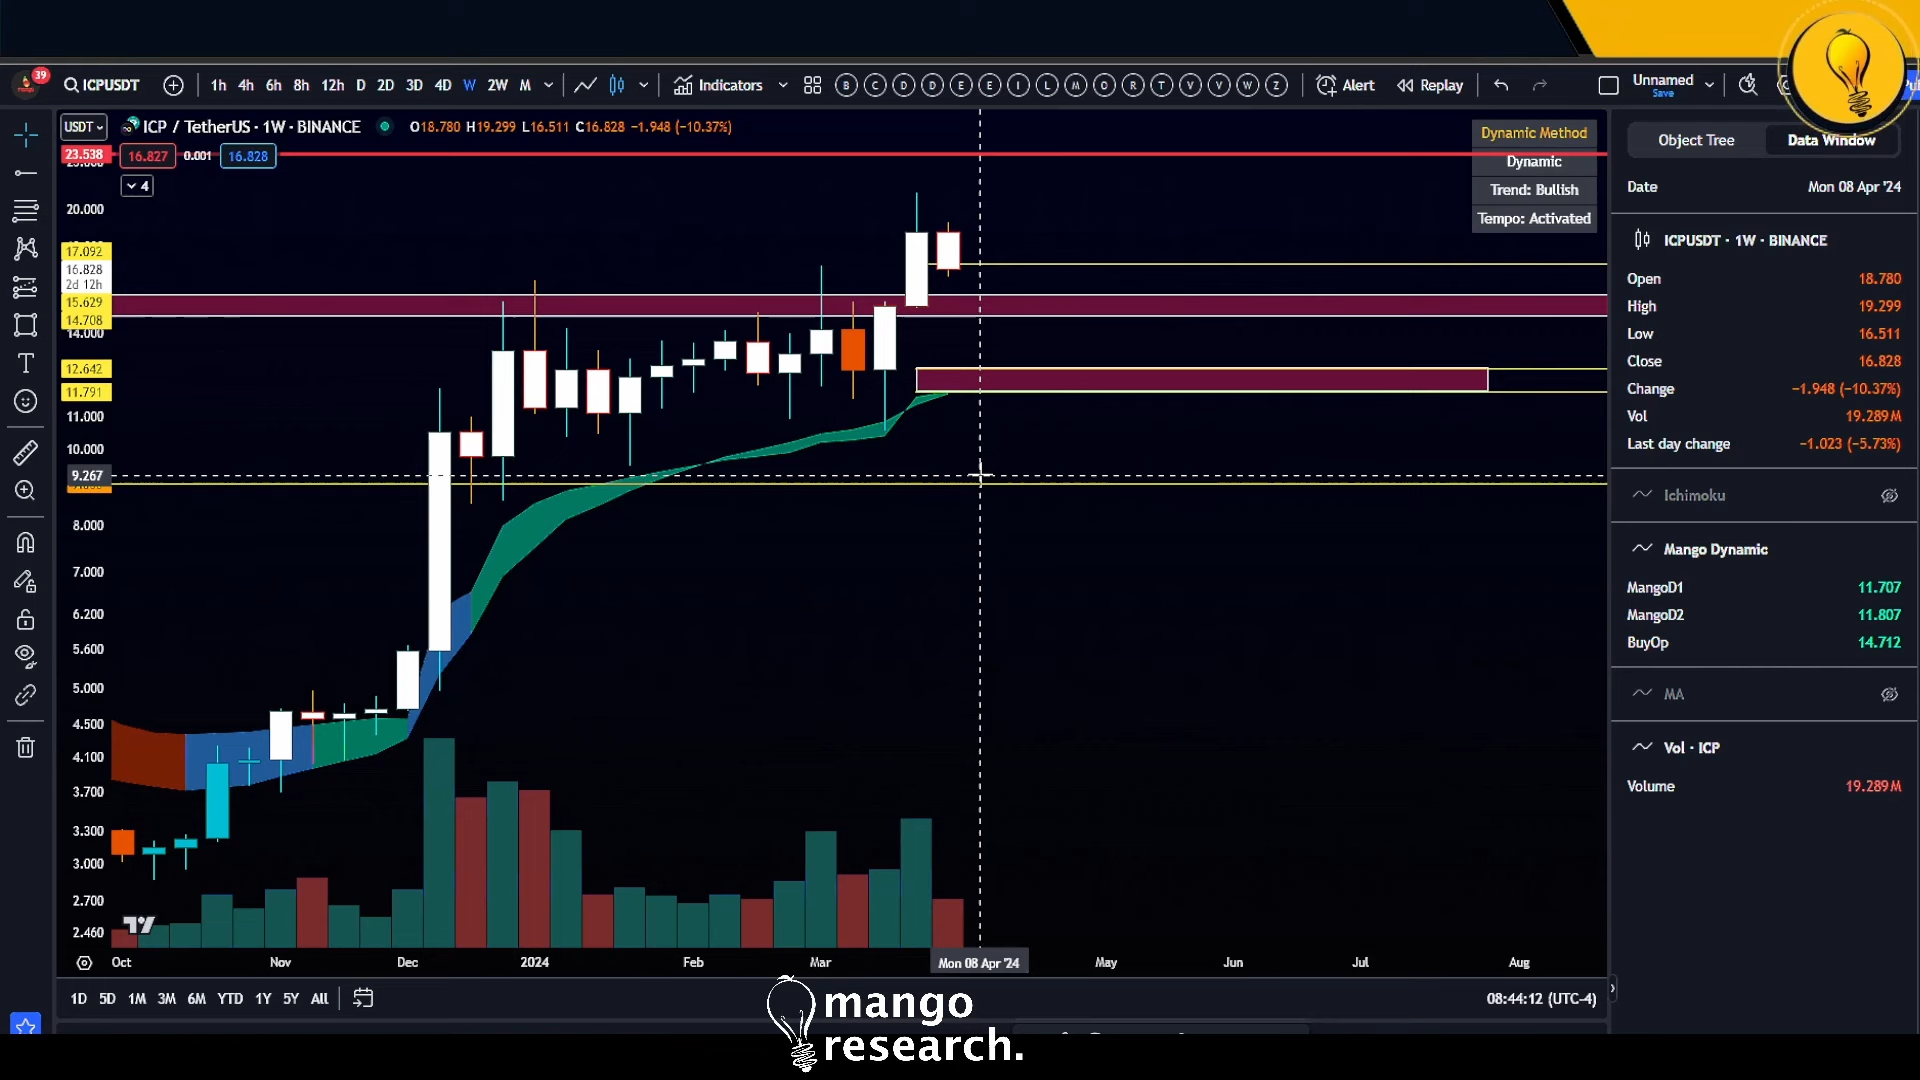 39
ICPUSDT
1h 4h 6h 8h 12h D 2D 3D 4D W 2W M
Indicators
B C D D E E I L M O R T V V W Z
Alert
Replay
Unnamed
Save
USDT
ICP / TetherUS · 1W · BINANCE
O18.780 H19.299 L16.511 C16.828 −1.948 (−10.37%)
23.538
16.827 0.001 16.828
4
20.000
17.092
16.828
2d 12h
15.629
14.708
14.000
12.642
11.791
11.000
10.000
9.267
8.000
7.000
6.200
5.600
5.000
4.500
4.100
3.700
3.300
3.000
2.700
2.460
Dynamic Method
Dynamic
Trend: Bullish
Tempo: Activated
Oct Nov Dec 2024 Feb Mar Mon 08 Apr '24 May Jun Jul Aug
1D 5D 1M 3M 6M YTD 1Y 5Y All
08:44:12 (UTC-4)
Object Tree
Data Window
Date Mon 08 Apr '24
ICPUSDT · 1W · BINANCE
Open 18.780
High 19.299
Low 16.511
Close 16.828
Change −1.948 (−10.37%)
Vol 19.289M
Last day change −1.023 (−5.73%)
Ichimoku
Mango Dynamic
MangoD1 11.707
MangoD2 11.807
BuyOp 14.712
MA
Vol · ICP
Volume 19.289M
mango
research.